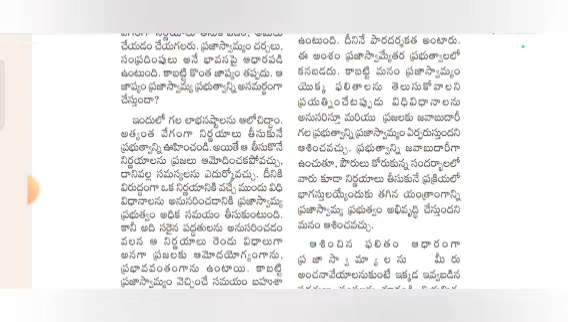 చేయడం చేయగలరు. ప్రజాస్వామ్యం చర్చలు,
సంప్రదింపులు అనే భావనపై ఆధారపడి
ఉంటుంది. కాబట్టి కొంత జాప్యం తప్పదు. ఆ
జాప్యం ప్రజాస్వామ్య ప్రభుత్వాన్ని అసమర్థంగా
చేస్తుందా?
ఇందులో గల లాభనష్టాలను ఆలోచిద్దాం.
అత్యంత వేగంగా నిర్ణయాలు తీసుకునే
ప్రభుత్వాన్ని ఊహించండి. అయితే ఆ తీసుకొనే
నిర్ణయాలను ప్రజలు ఆమోదించకపోవచ్చు.
దానివల్ల సమస్యలను ఎదుర్కోవచ్చు. దీనికి
విరుద్ధంగా ఒక నిర్ణయానికి వచ్చే ముందు విధి
విధానాలను అనుసరించడానికి ప్రజాస్వామ్య
ప్రభుత్వం అధిక సమయం తీసుకుంటుంది.
కానీ అది సరైన పద్ధతులను అనుసరించడం
వలన ఆ నిర్ణయాలు రెండు విధాలుగా
అనగా ప్రజలకు ఆమోదయోగ్యంగాను,
ప్రభావవంతంగాను ఉంటాయి. కాబట్టి
ప్రజాస్వామ్యం వెచ్చించే సమయం బహుశా
ఉంటుంది. దీనినే పారదర్శకత అంటారు.
ఈ అంశం ప్రజాస్వామ్యేతర ప్రభుత్వాలలో
కనబడదు. కాబట్టి మనం ప్రజాస్వామ్యం
యొక్క ఫలితాలను తెలుసుకోవాలని
ప్రయత్నించేటప్పుడు విధివిధానాలను
అనుసరిస్తూ మరియు ప్రజలకు జవాబుదారీ
గల ప్రభుత్వాన్ని ప్రజాస్వామ్యం ఏర్పరుస్తుందని
ఆశించవచ్చు. ప్రభుత్వాన్ని జవాబుదారీగా
ఉంచుతూ, పౌరులు కోరుకున్న సందర్భాలలో
వారు కూడా నిర్ణయాలు తీసుకునే ప్రక్రియలో
భాగస్తులయ్యేందుకు తగిన యంత్రాంగాన్ని
ప్రజాస్వామ్య ప్రభుత్వం అభివృద్ధి చేస్తుందని
మనం ఆశించవచ్చు.
ఆశించిన ఫలితం ఆధారంగా
ప్రజాస్వామ్యాలను మీరు
అంచనావేయాలనుకుంటే ఇక్కడ ఇవ్వబడిన